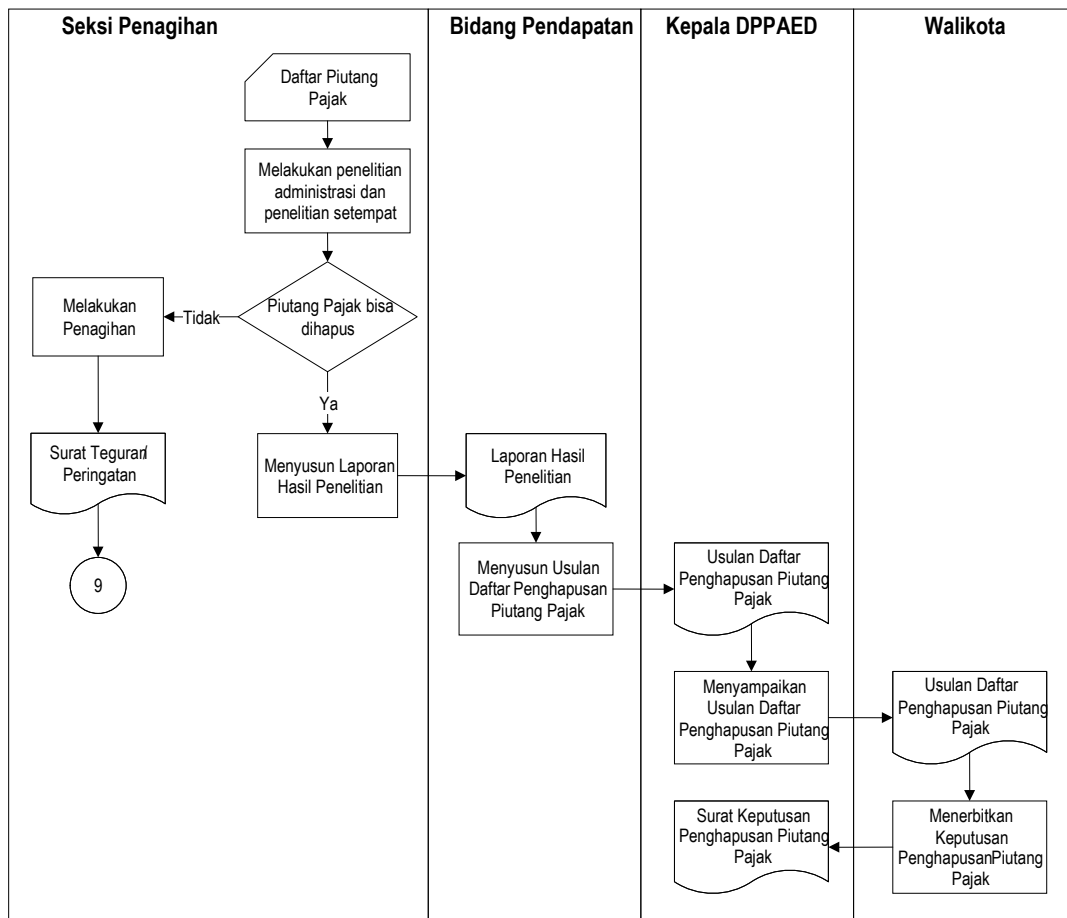 Seksi Penagihan
Bidang Pendapatan
Kepala DPPAED
Walikota
Daftar Piutang
Pajak
Melakukan penelitian
administrasi dan
penelitian setempat
Piutang Pajak bisa
dihapus
Tidak
Melakukan
Penagihan
Ya
Surat Teguran/
Peringatan
9
Menyusun Laporan
Hasil Penelitian
Laporan Hasil
Penelitian
Menyusun Usulan
Daftar Penghapusan
Piutang Pajak
Usulan Daftar
Penghapusan Piutang
Pajak
Menyampaikan
Usulan Daftar
Penghapusan Piutang
Pajak
Usulan Daftar
Penghapusan Piutang
Pajak
Menerbitkan
Keputusan
PenghapusanPiutang
Pajak
Surat Keputusan
Penghapusan Piutang
Pajak